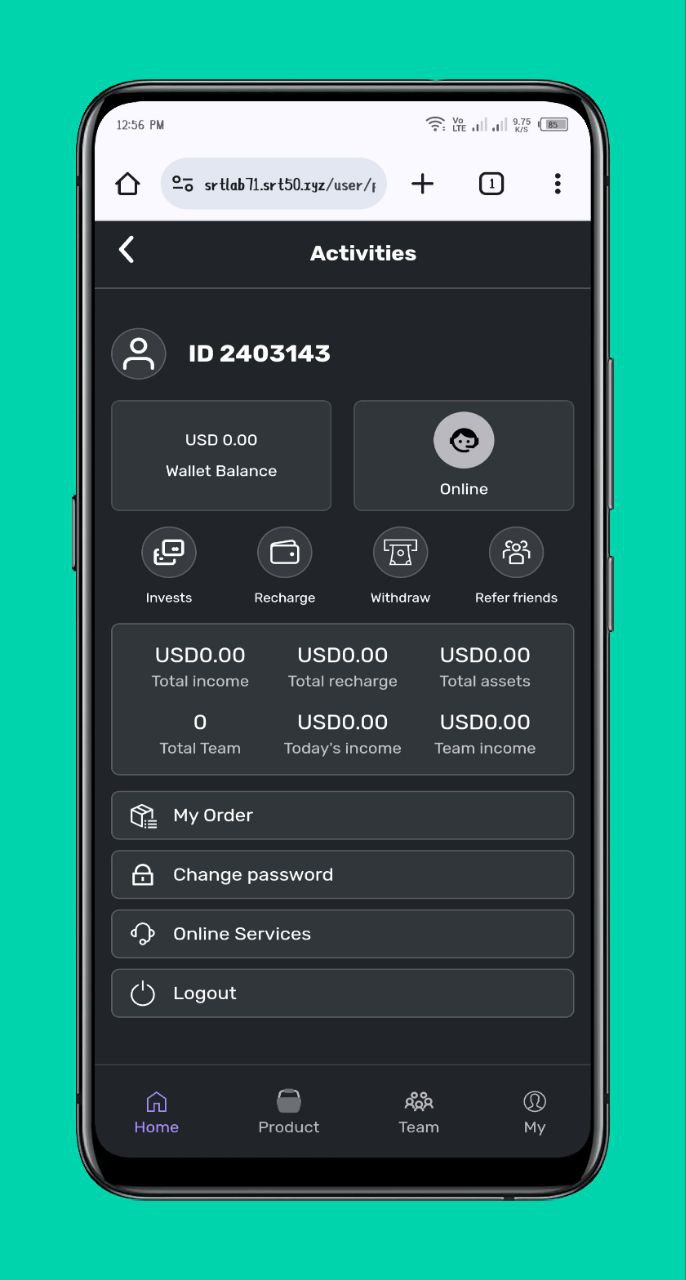 12:56 PM
Vo LTE
9.75 K/S
85
srtlab71.srt50.xyz/user/p
1
Activities
ID 2403143
USD 0.00
Wallet Balance
Online
Invests Recharge Withdraw Refer friends
USD0.00 USD0.00 USD0.00
Total income Total recharge Total assets
0 USD0.00 USD0.00
Total Team Today's income Team income
My Order
Change password
Online Services
Logout
Home Product Team My